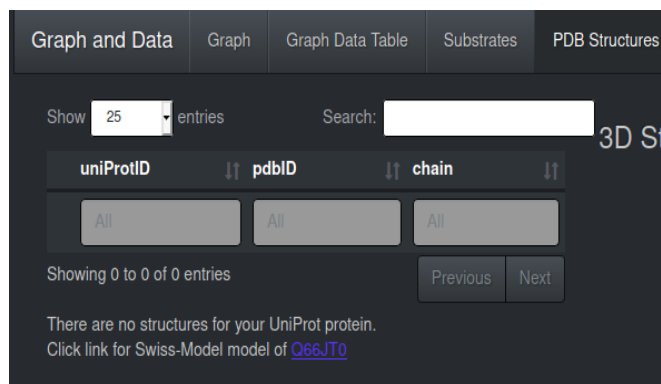 Graph and Data Graph Graph Data Table Substrates PDB Structures
Show 25 entries Search:
3D St
uniProtID pdbID chain
All All All
Showing 0 to 0 of 0 entries Previous Next
There are no structures for your UniProt protein.
Click link for Swiss-Model model of Q66JT0